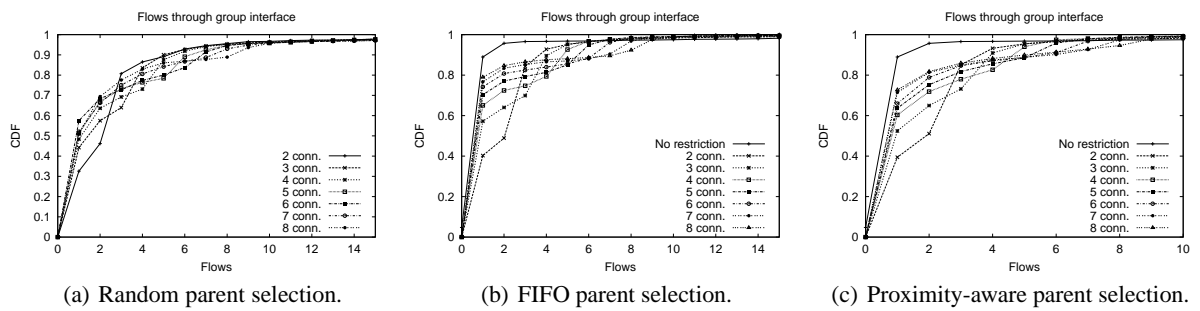 Flows through group interface
1
0.9
0.8
0.7
0.6
0.5
0.4
0.3
0.2
0.1
0
CDF
2 conn.
3 conn.
4 conn.
5 conn.
6 conn.
7 conn.
8 conn.
0 2 4 6 8 10 12 14
Flows
(a) Random parent selection.
Flows through group interface
1
0.8
0.6
0.4
0.2
0
CDF
No restriction
2 conn.
3 conn.
4 conn.
5 conn.
6 conn.
7 conn.
8 conn.
0 2 4 6 8 10 12 14
Flows
(b) FIFO parent selection.
Flows through group interface
1
0.8
0.6
0.4
0.2
0
CDF
No restriction
2 conn.
3 conn.
4 conn.
5 conn.
6 conn.
7 conn.
8 conn.
0 2 4 6 8 10
Flows
(c) Proximity-aware parent selection.